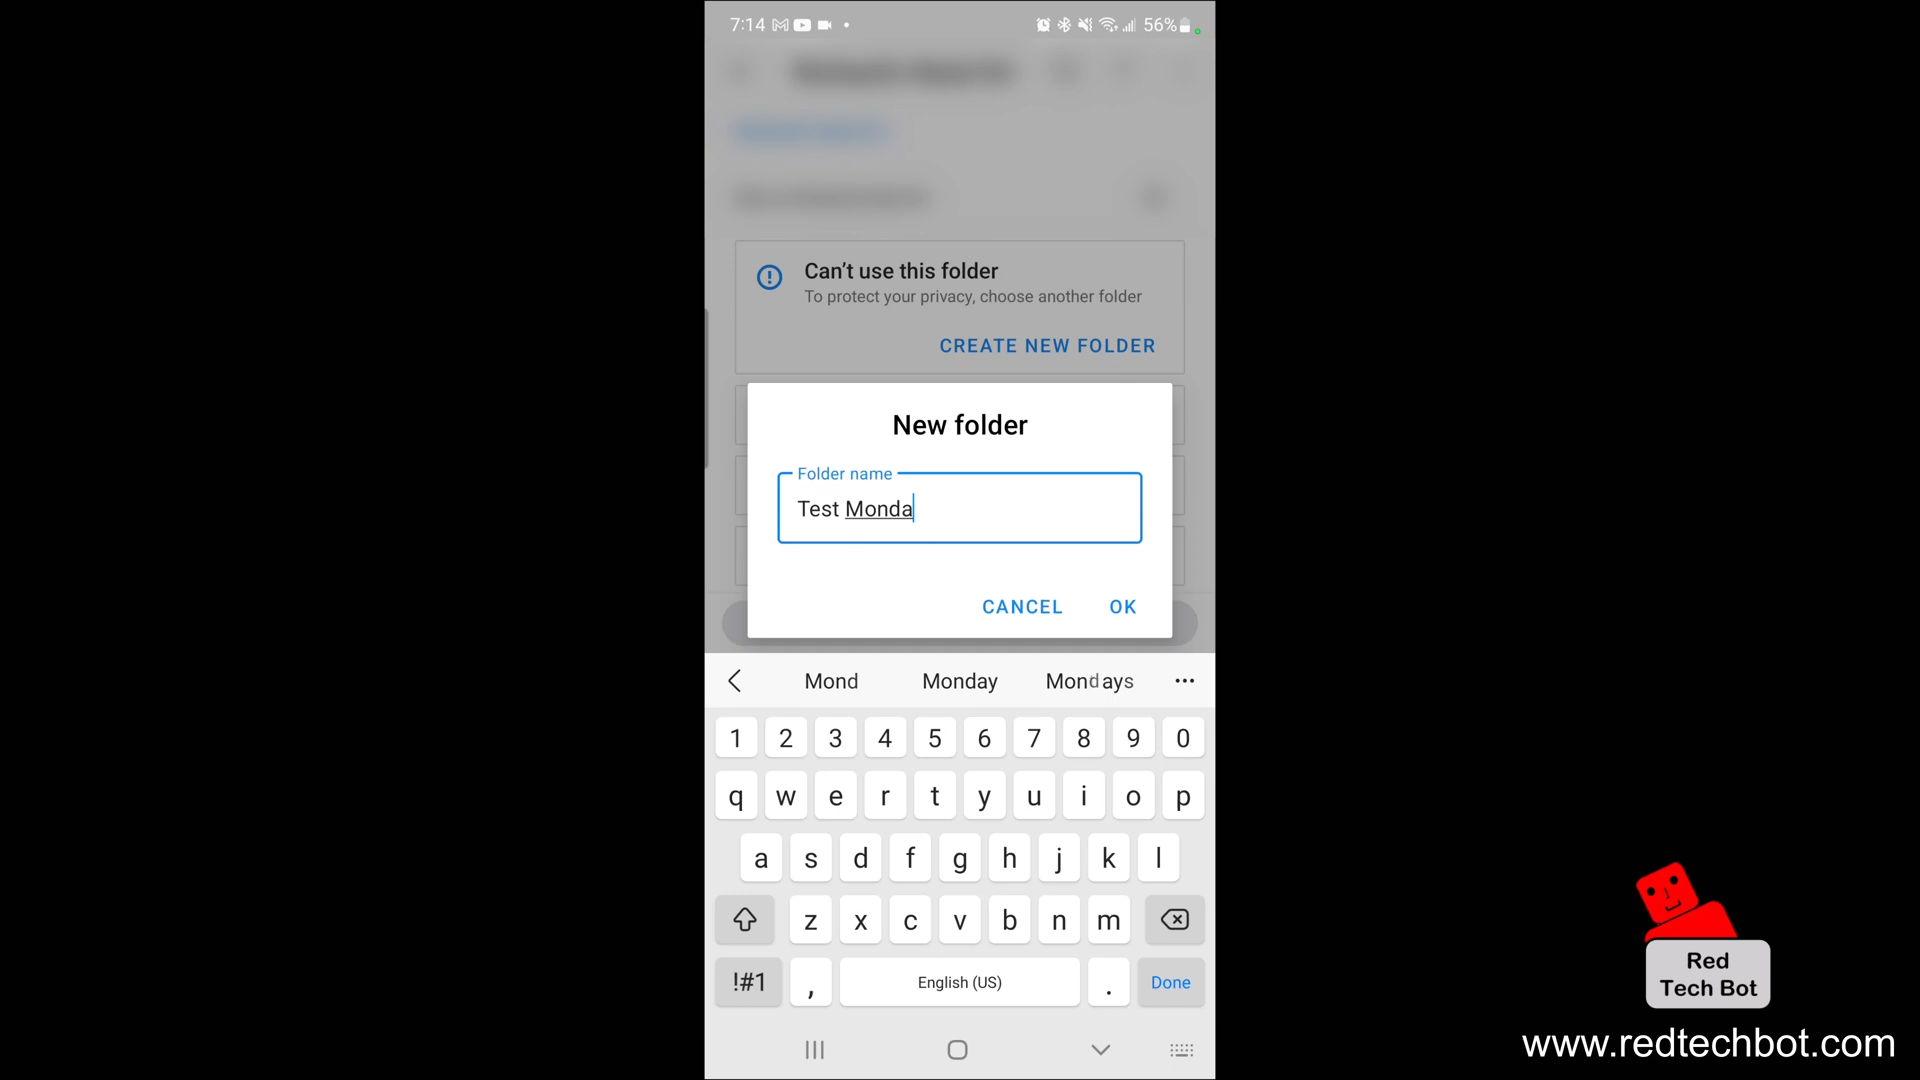 7:14 56%
Can't use this folder
To protect your privacy, choose another folder
CREATE NEW FOLDER
New folder
Folder name
Test Monda
CANCEL OK
Mond Monday Mondays
1 2 3 4 5 6 7 8 9 0
q w e r t y u i o p
a s d f g h j k l
z x c v b n m
!#1 , English (US) . Done
Red
Tech Bot
www.redtechbot.com